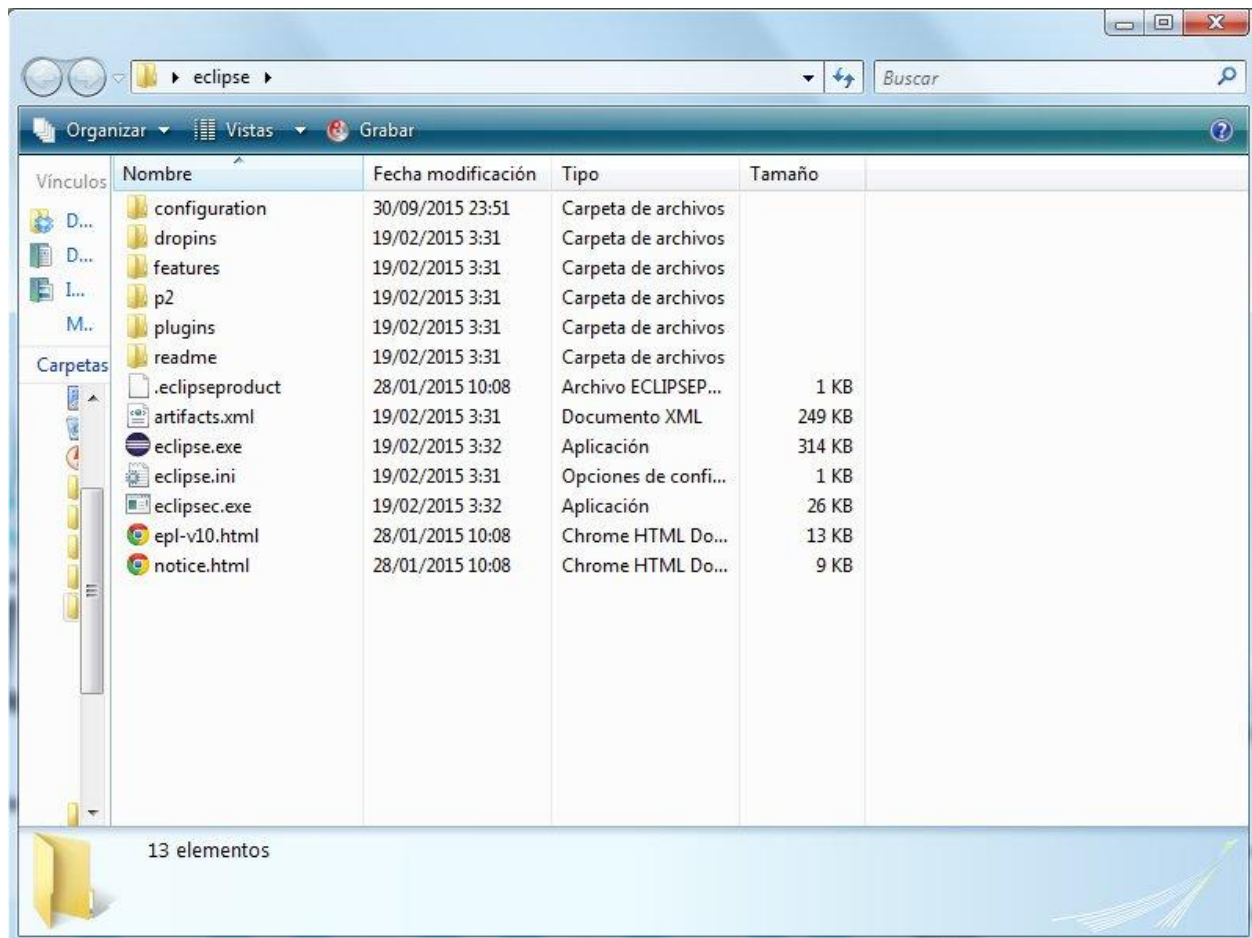 eclipse
Buscar
Organizar Vistas Grabar
Vínculos
Nombre Fecha modificación Tipo Tamaño
D...
D...
I...
M..
Carpetas
configuration 30/09/2015 23:51 Carpeta de archivos
dropins 19/02/2015 3:31 Carpeta de archivos
features 19/02/2015 3:31 Carpeta de archivos
p2 19/02/2015 3:31 Carpeta de archivos
plugins 19/02/2015 3:31 Carpeta de archivos
readme 19/02/2015 3:31 Carpeta de archivos
.eclipseproduct 28/01/2015 10:08 Archivo ECLIPSEP... 1 KB
artifacts.xml 19/02/2015 3:31 Documento XML 249 KB
eclipse.exe 19/02/2015 3:32 Aplicación 314 KB
eclipse.ini 19/02/2015 3:31 Opciones de confi... 1 KB
eclipsec.exe 19/02/2015 3:32 Aplicación 26 KB
epl-v10.html 28/01/2015 10:08 Chrome HTML Do... 13 KB
notice.html 28/01/2015 10:08 Chrome HTML Do... 9 KB
13 elementos